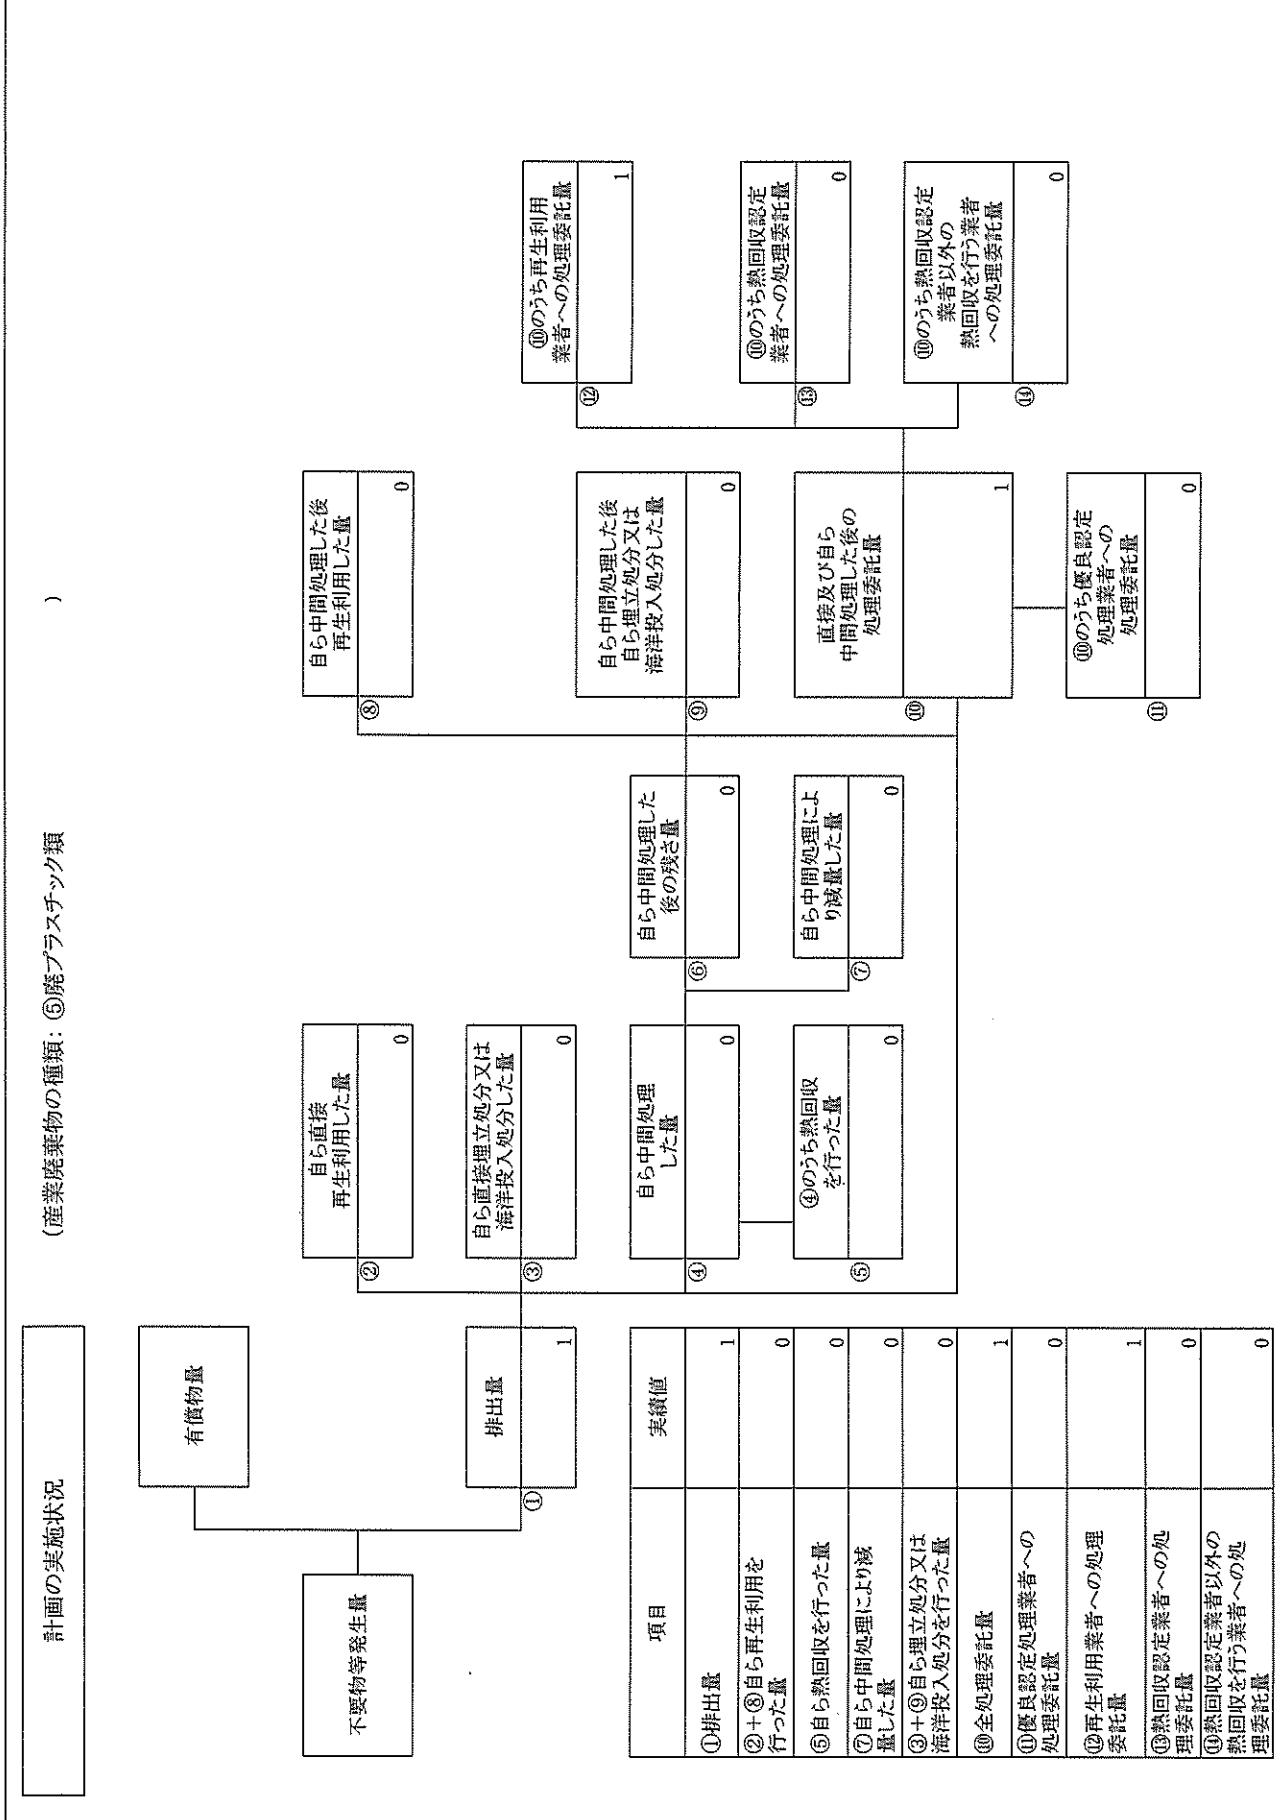 計画の実施状況
(産業廃棄物の種類: ⑤廃プラスチック類 )
不要物等発生量
有償物量
排出量
①
1
自ら直接
再生利用した量
②
0
自ら直接埋立処分又は
海洋投入処分した量
③
0
自ら中間処理
した量
④
0
④のうち熱回収
を行った量
⑤
0
自ら中間処理した
後の残さ量
⑥
0
自ら中間処理によ
り減量した量
⑦
0
自ら中間処理した後
再生利用した量
⑧
0
自ら中間処理した後
自ら埋立処分又は
海洋投入処分した量
⑨
0
直接及び自ら
中間処理した後の
処理委託量
⑩
1
⑩のうち優良認定
処理業者への
処理委託量
⑪
0
⑩のうち再生利用
業者への処理委託量
⑫
1
⑩のうち熱回収認定
業者への処理委託量
⑬
0
⑩のうち熱回収認定
業者以外の
熱回収を行う業者
への処理委託量
⑭
0
項目 実績値
①排出量 1
②+⑧自ら再生利用を
行った量 0
⑤自ら熱回収を行った量 0
⑦自ら中間処理により減
量した量 0
③+⑨自ら埋立処分又は
海洋投入処分を行った量 0
⑩全処理委託量 1
⑪優良認定処理業者への
処理委託量 0
⑫再生利用業者への処理
委託量 1
⑬熱回収認定業者への処
理委託量 0
⑭熱回収認定業者以外の
熱回収を行う業者への処
理委託量 0